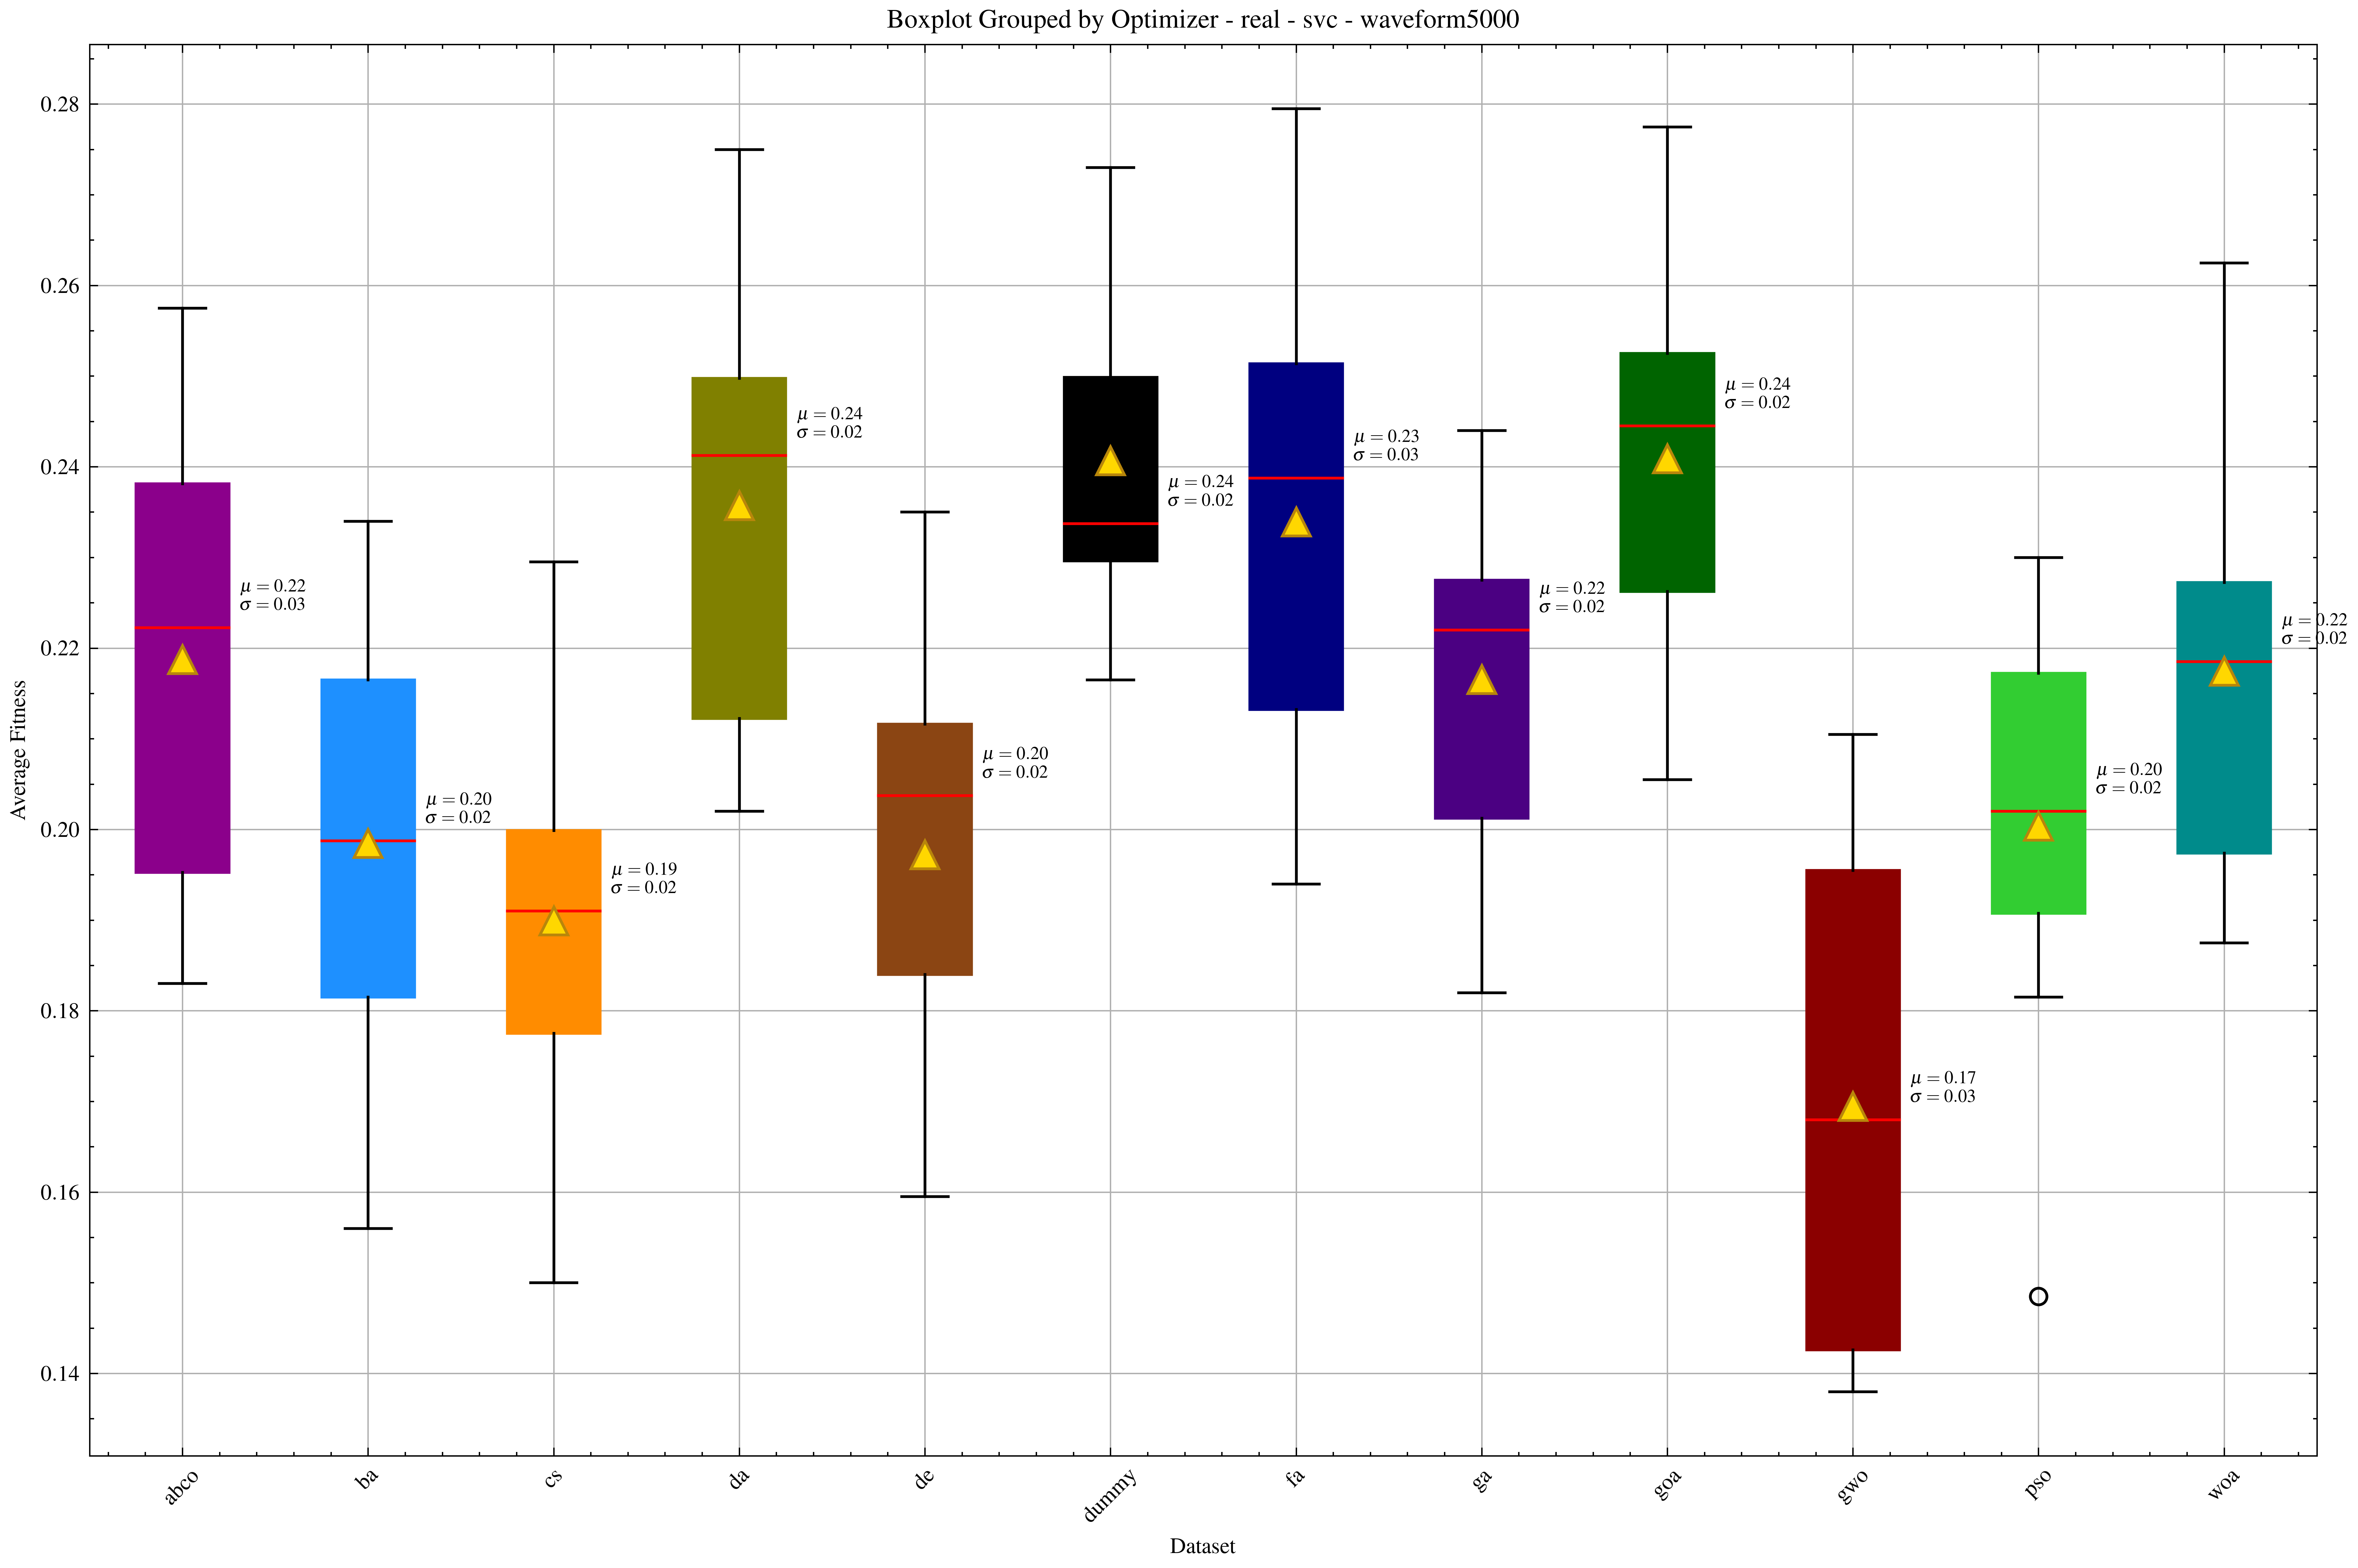 Boxplot Grouped by Optimizer - real - svc - waveform5000
Average Fitness
0.28
0.26
0.24
0.22
0.20
0.18
0.16
0.14
μ = 0.22
σ = 0.03
μ = 0.20
σ = 0.02
μ = 0.19
σ = 0.02
μ = 0.24
σ = 0.02
μ = 0.20
σ = 0.02
μ = 0.24
σ = 0.02
μ = 0.23
σ = 0.03
μ = 0.22
σ = 0.02
μ = 0.24
σ = 0.02
μ = 0.17
σ = 0.03
μ = 0.20
σ = 0.02
μ = 0.22
σ = 0.02
abco
ba
cs
da
de
dummy
fa
ga
goa
gwo
pso
woa
Dataset